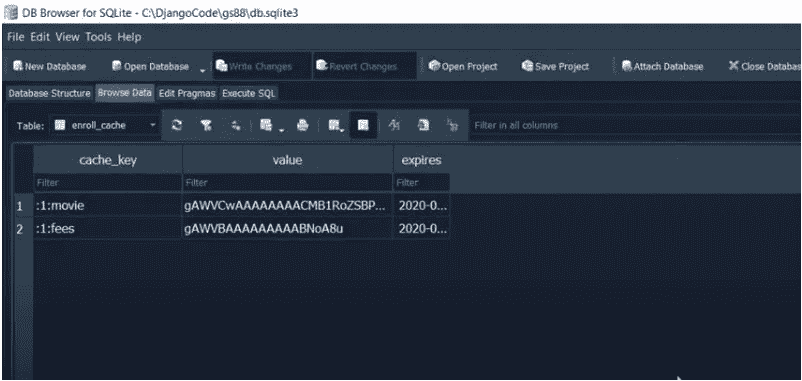 DB Browser for SQLite - C:\DjangoCode\gs88\db.sqlite3
File Edit View Tools Help
New Database Open Database Write Changes Revert Changes Open Project Save Project Attach Database Close Databas
Database Structure Browse Data Edit Pragmas Execute SQL
Table: enroll_cache Filter in all columns
cache_key value expires
Filter Filter Filter
1 :1:movie gAWVCwAAAAAAAACMB1RoZSBP... 2020-0...
2 :1:fees gAWVBAAAAAAAAABNoA8u 2020-0...